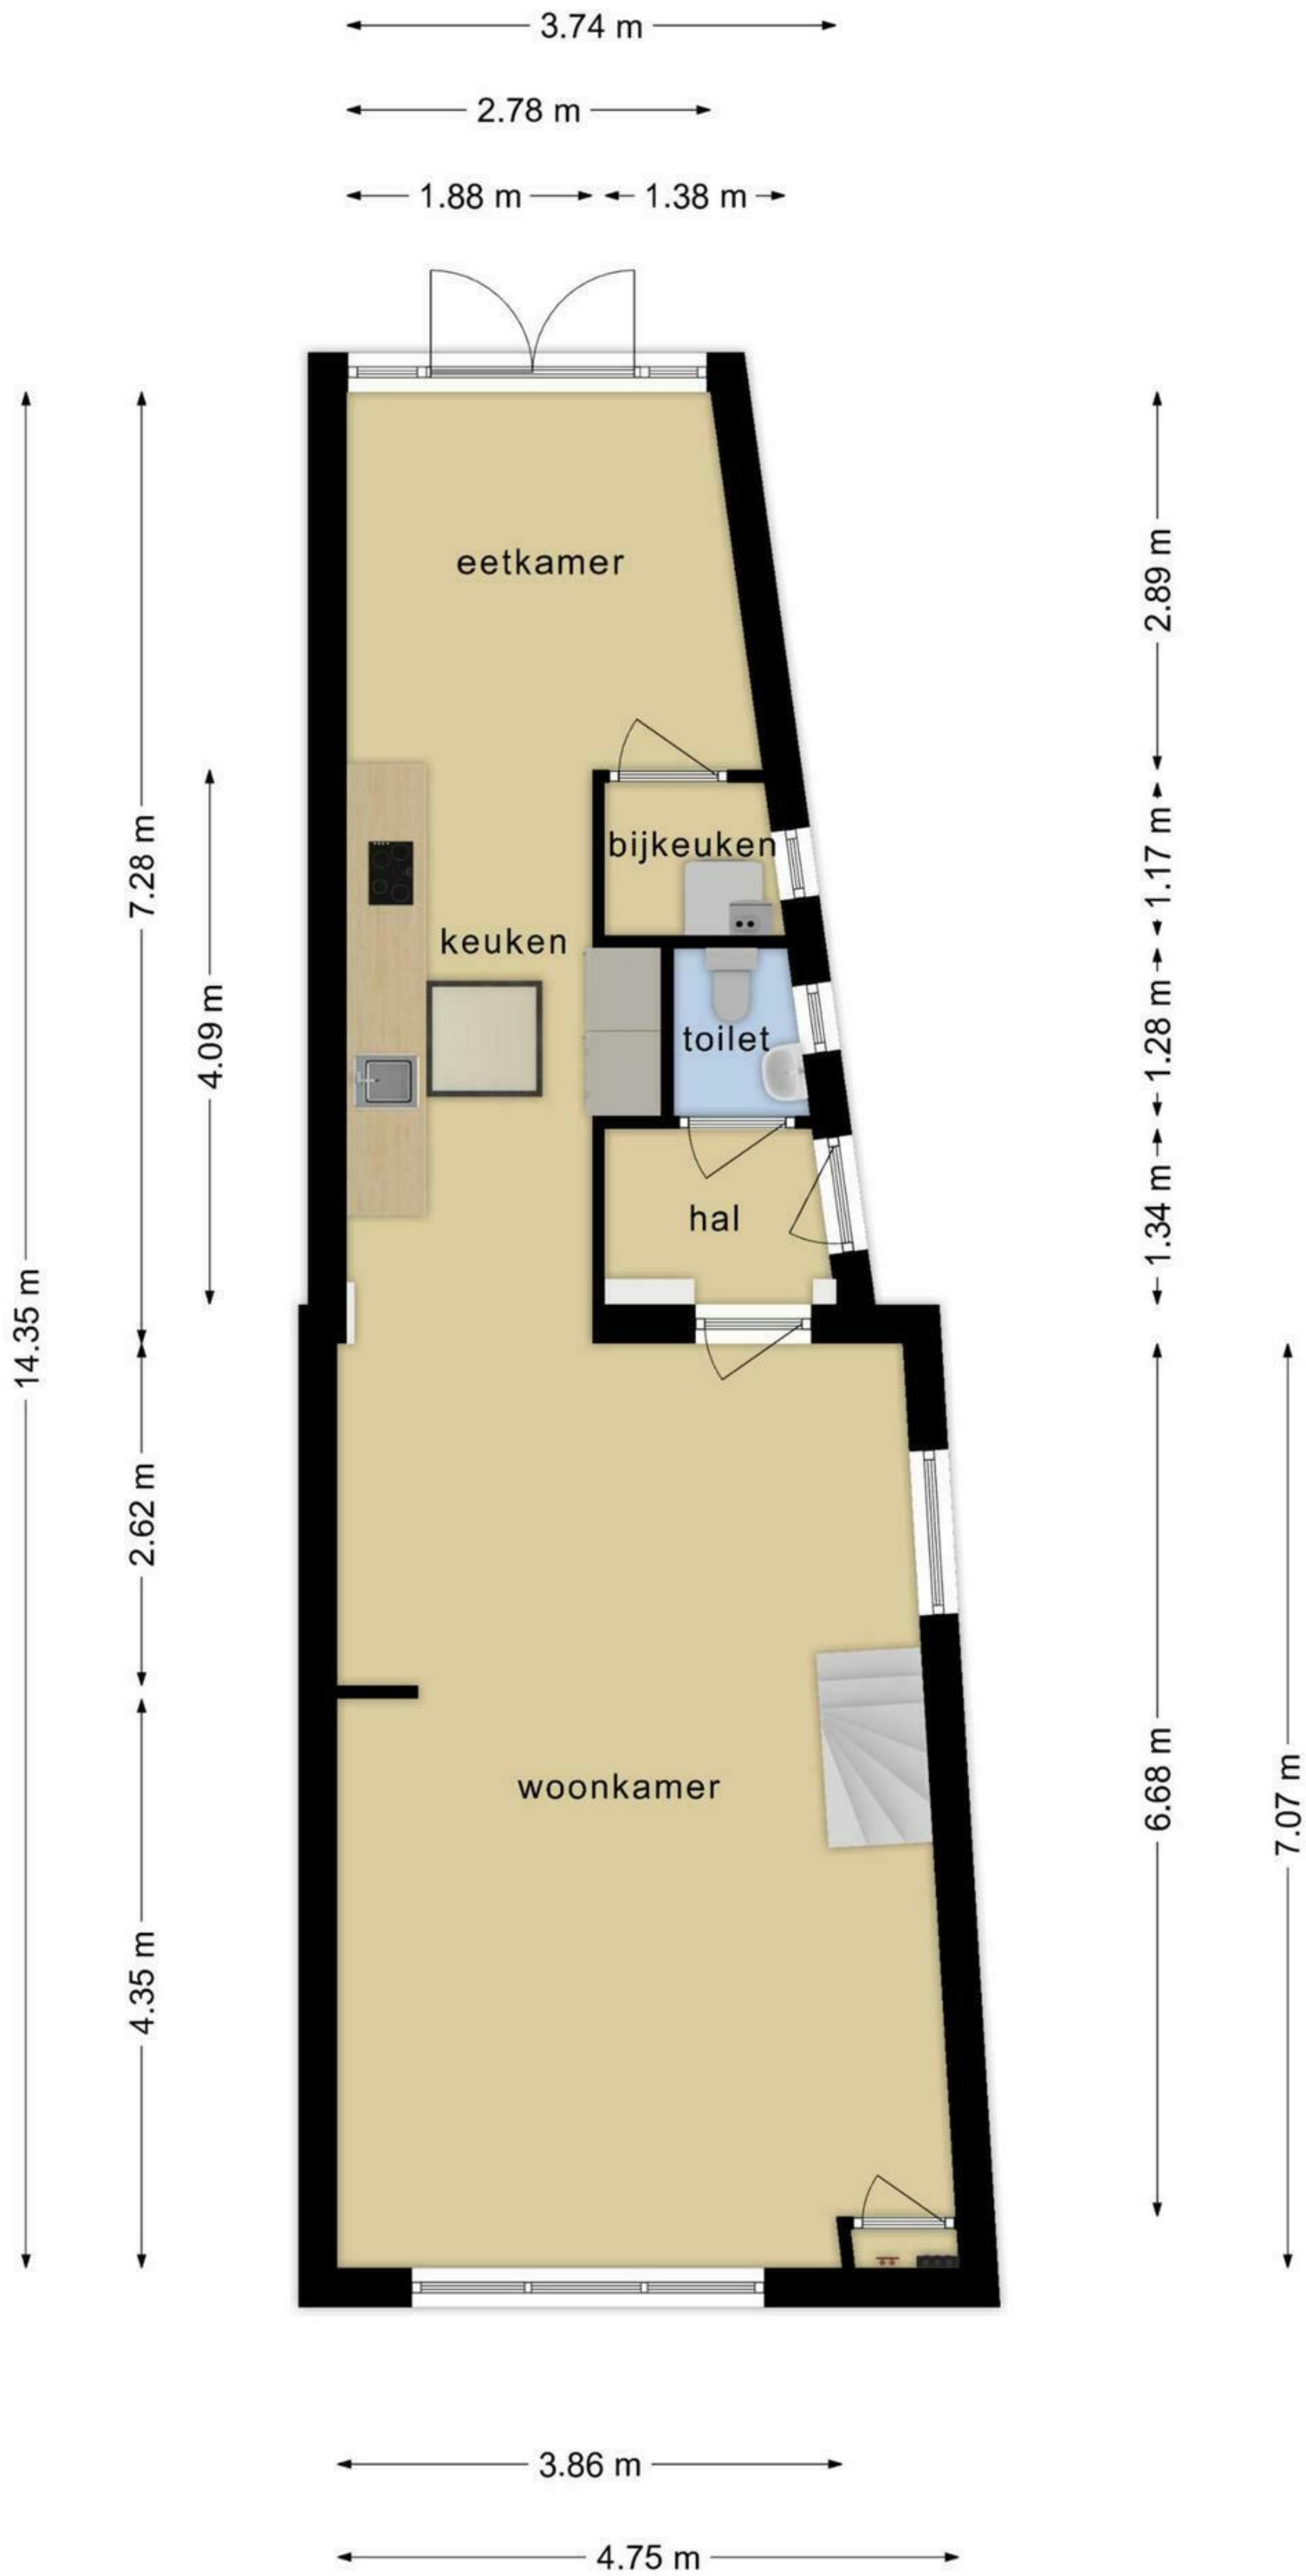 3.74 m
2.78 m
1.88 m
1.38 m
eetkamer
2.89 m
7.28 m
bijkeuken
1.17 m
keuken
4.09 m
toilet
1.28 m
hal
1.34 m
14.35 m
2.62 m
woonkamer
6.68 m
7.07 m
4.35 m
3.86 m
4.75 m